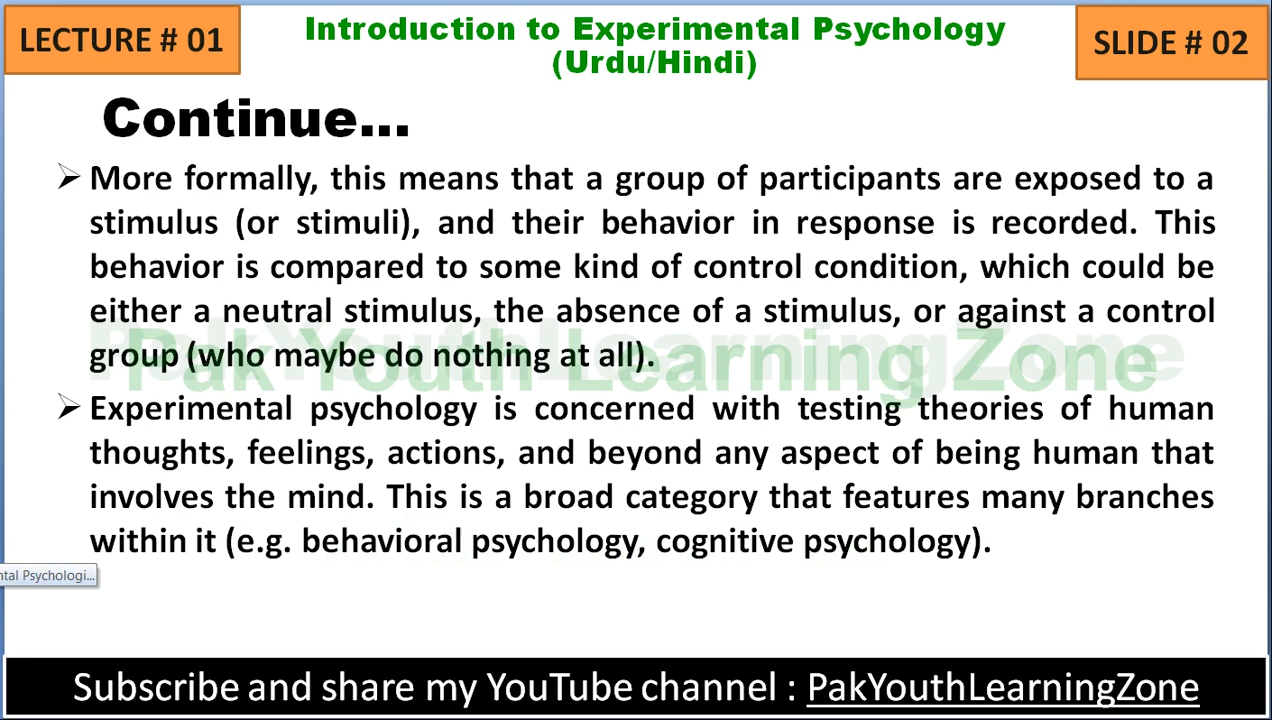 LECTURE # 01
Introduction to Experimental Psychology
(Urdu/Hindi)
SLIDE # 02
Continue...
➢ More formally, this means that a group of participants are exposed to a
stimulus (or stimuli), and their behavior in response is recorded. This
behavior is compared to some kind of control condition, which could be
either a neutral stimulus, the absence of a stimulus, or against a control
group (who maybe do nothing at all).
Pak Youth Learning Zone
➢ Experimental psychology is concerned with testing theories of human
thoughts, feelings, actions, and beyond any aspect of being human that
involves the mind. This is a broad category that features many branches
within it (e.g. behavioral psychology, cognitive psychology).
ntal Psychologi...
Subscribe and share my YouTube channel : PakYouthLearningZone